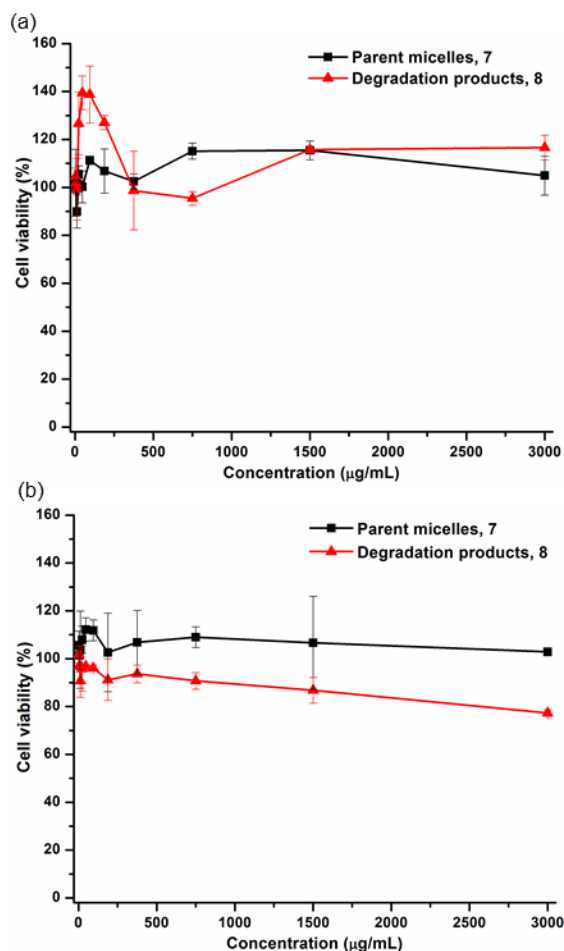 (a)
160
140
120
100
80
60
40
20
0
Cell viability (%)
Parent micelles, 7
Degradation products, 8
0 500 1000 1500 2000 2500 3000
Concentration (µg/mL)
(b)
160
140
120
100
80
60
40
20
0
Cell viability (%)
Parent micelles, 7
Degradation products, 8
0 500 1000 1500 2000 2500 3000
Concentration (µg/mL)